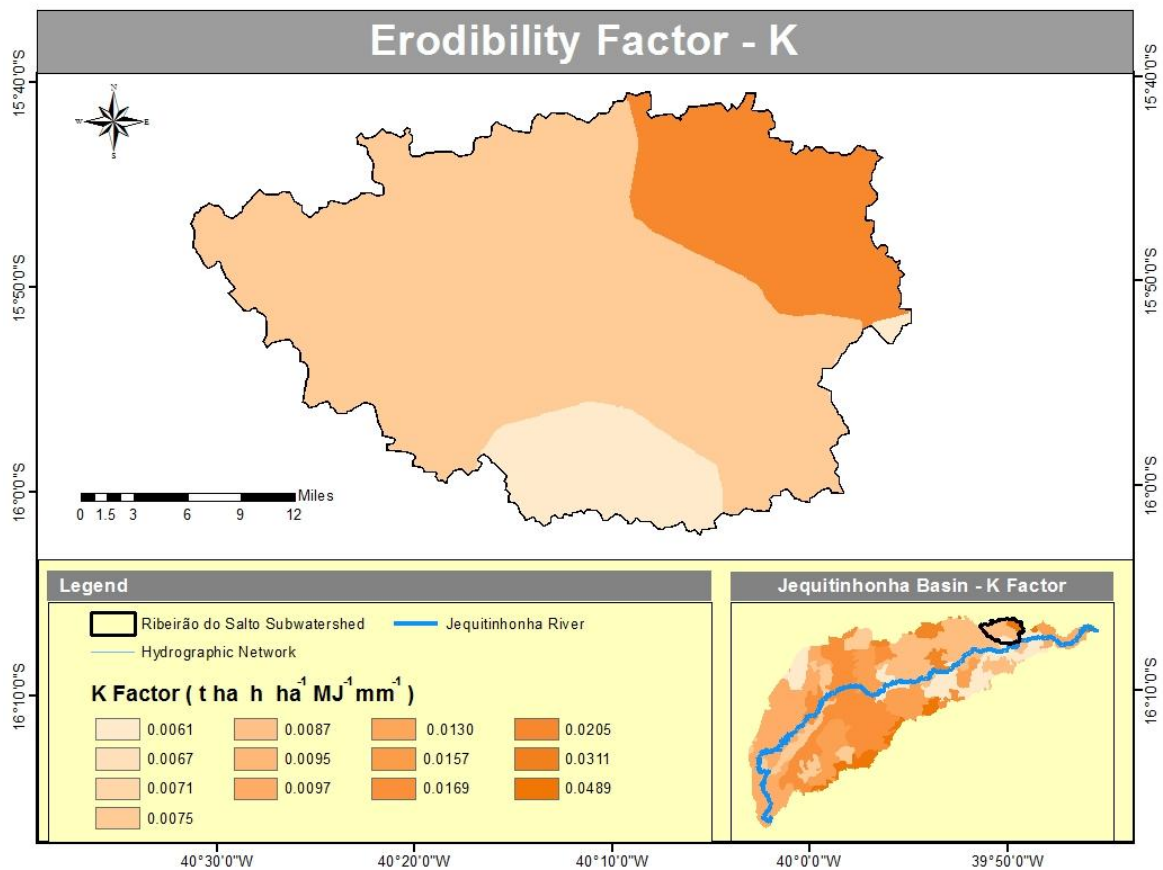 Erodibility Factor - K
15°40'0"S
15°40'0"S
N
W E
S
15°50'0"S
15°50'0"S
16°0'0"S
16°0'0"S
Miles
0 1.5 3 6 9 12
Legend
Ribeirão do Salto Subwatershed
Jequitinhonha River
Hydrographic Network
K Factor ( t ha h ha-1 MJ-1 mm-1 )
0.0061 0.0087 0.0130 0.0205
0.0067 0.0095 0.0157 0.0311
0.0071 0.0097 0.0169 0.0489
0.0075
Jequitinhonha Basin - K Factor
16°10'0"S
16°10'0"S
40°30'0"W 40°20'0"W 40°10'0"W 40°0'0"W 39°50'0"W